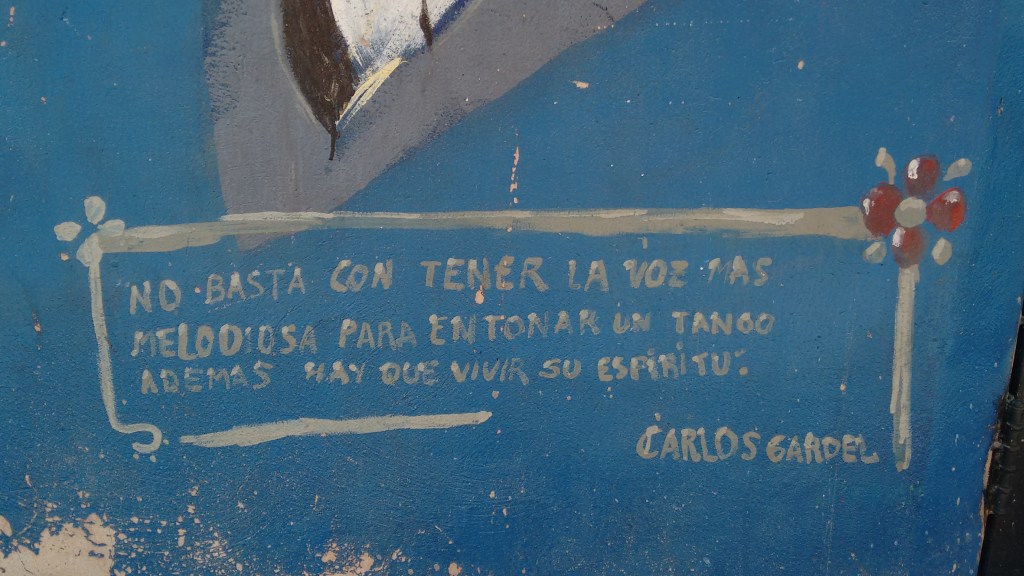 "NO BASTA CON TENER LA VOZ MAS
MELODIOSA PARA ENTONAR UN TANGO
ADEMAS HAY QUE VIVIR SU ESPIRITU".
CARLOS GARDEL